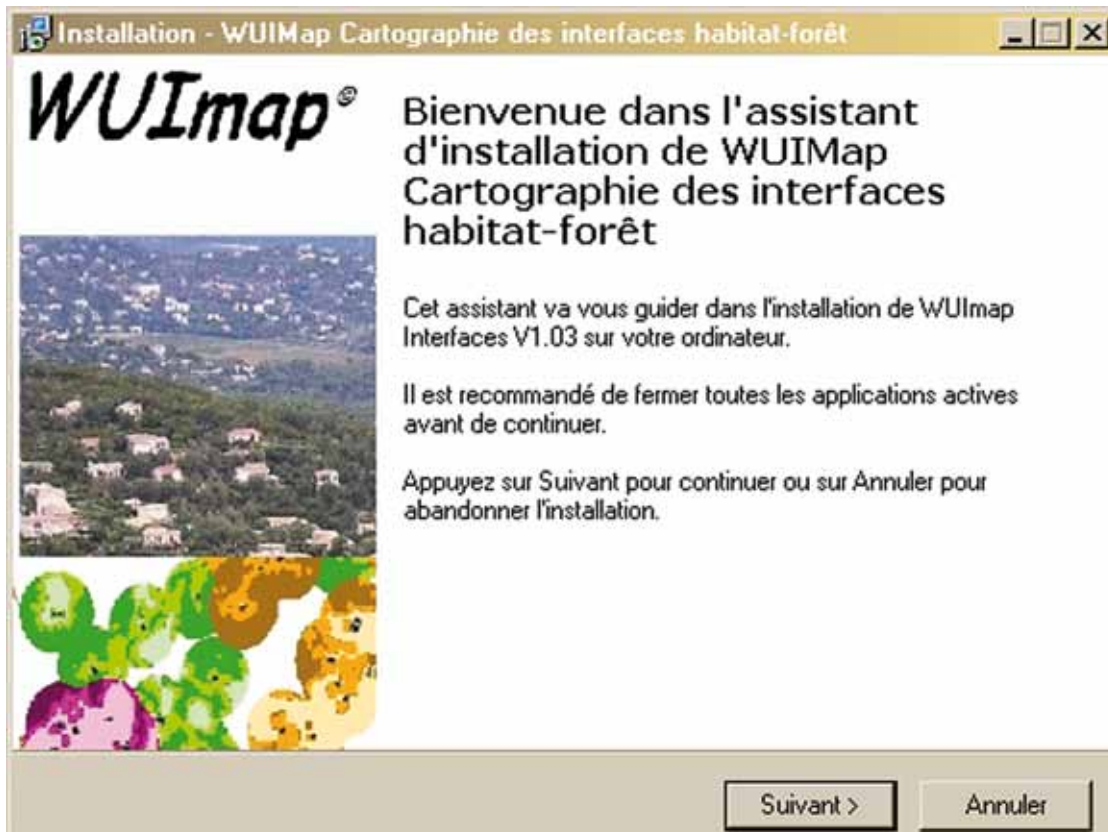 Installation - WUIMap Cartographie des interfaces habitat-forêt
WUImap©
Bienvenue dans l'assistant
d'installation de WUIMap
Cartographie des interfaces
habitat-forêt
Cet assistant va vous guider dans l'installation de WUImap
Interfaces V1.03 sur votre ordinateur.
Il est recommandé de fermer toutes les applications actives
avant de continuer.
Appuyez sur Suivant pour continuer ou sur Annuler pour
abandonner l'installation.
Suivant >
Annuler